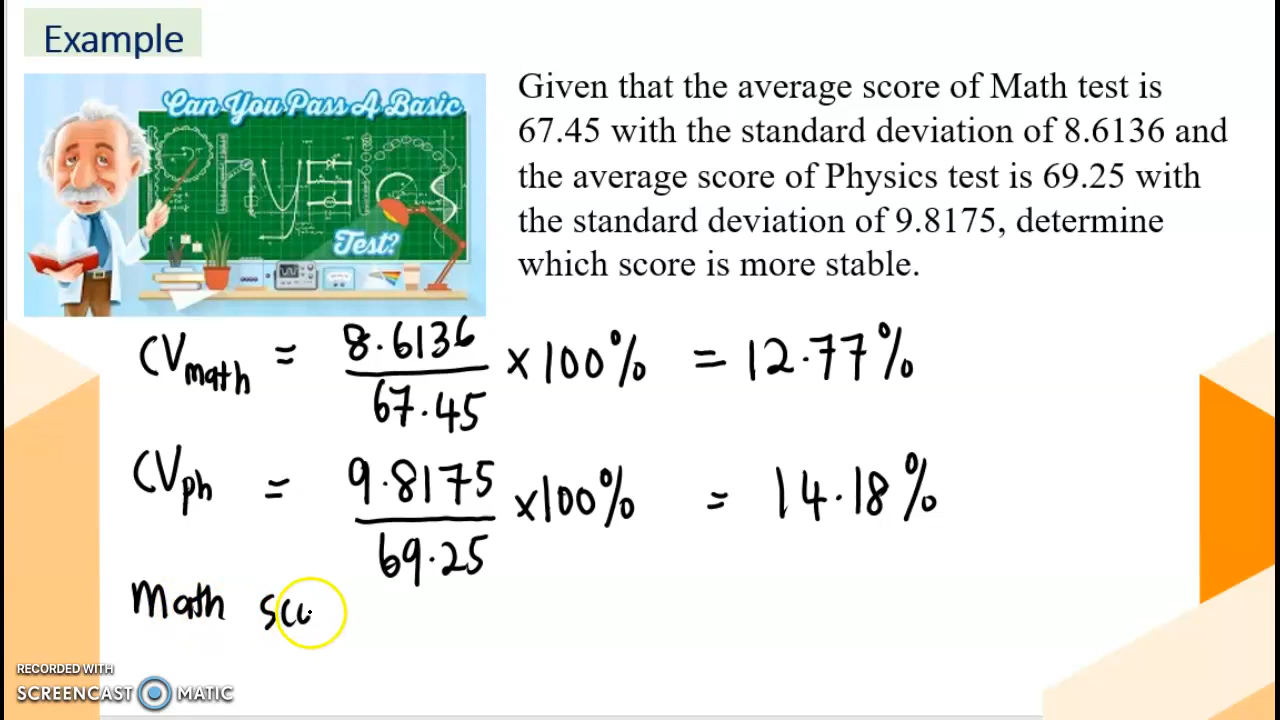 Example
Can You Pass A Basic
Physics
Test?
Given that the average score of Math test is
67.45 with the standard deviation of 8.6136 and
the average score of Physics test is 69.25 with
the standard deviation of 9.8175, determine
which score is more stable.
CVmath = 8.6136/67.45 ×100% = 12.77%
CVph = 9.8175/69.25 ×100% = 14.18%
Math sco
RECORDED WITH
SCREENCAST MATIC